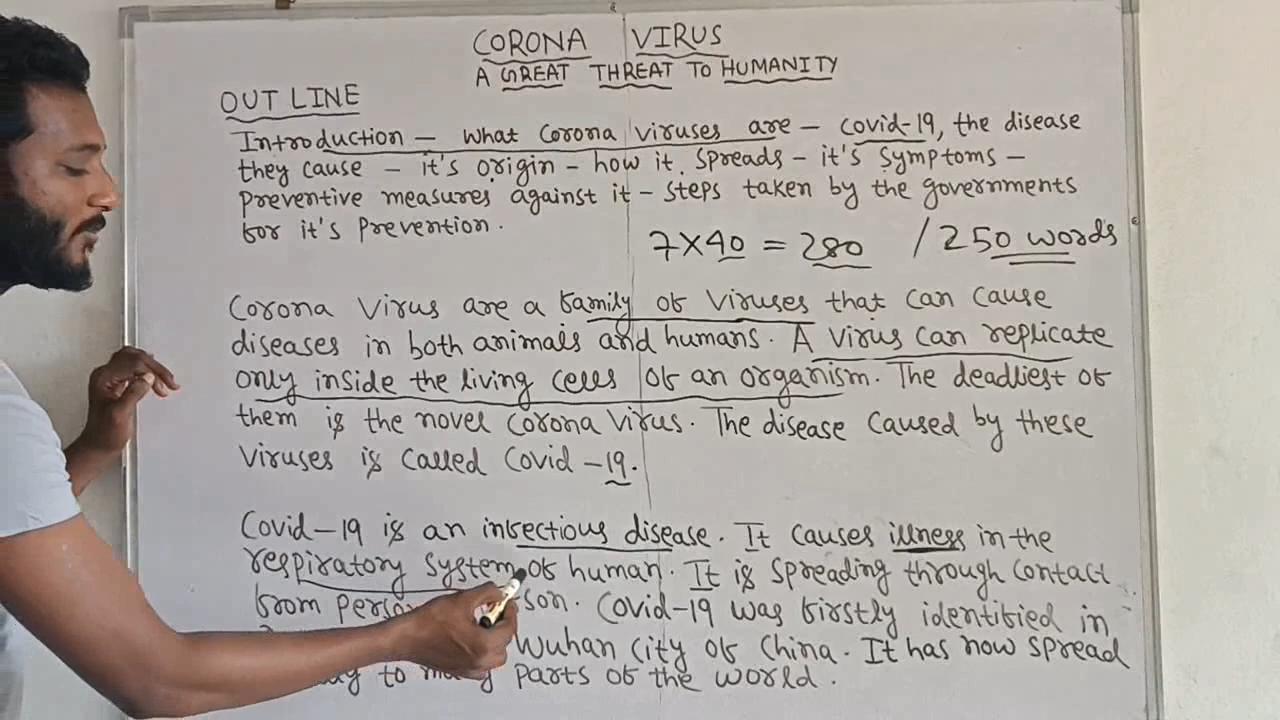 CORONA VIRUS
A GREAT THREAT TO HUMANITY
OUT LINE
Introduction – what Corona viruses are – covid-19, the disease
they cause – it's origin – how it spreads – it's symptoms –
preventive measures against it – steps taken by the governments
for it's prevention.
7×40 = 280 / 250 words
Corona Virus are a family of viruses that can cause
diseases in both animals and humans. A virus can replicate
only inside the living cells of an organism. The deadliest of
them is the novel Corona Virus. The disease caused by these
viruses is called Covid-19.
Covid-19 is an infectious disease. It causes illness in the
respiratory system of human. It is spreading through contact
from
Covid-19 was firstly identified in
Wuhan city of China. It has now spread
to parts of the world.